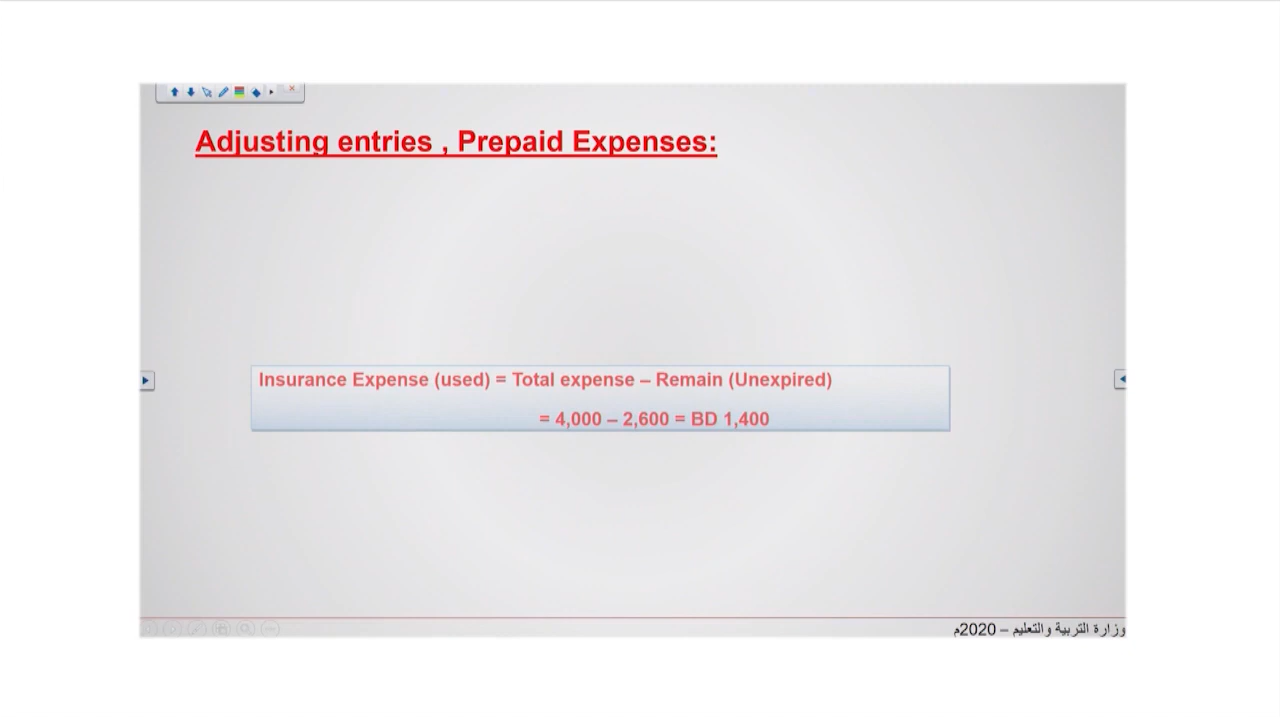 Adjusting entries , Prepaid Expenses:
Insurance Expense (used) = Total expense – Remain (Unexpired)
= 4,000 – 2,600 = BD 1,400
وزارة التربية والتعليم – 2020م